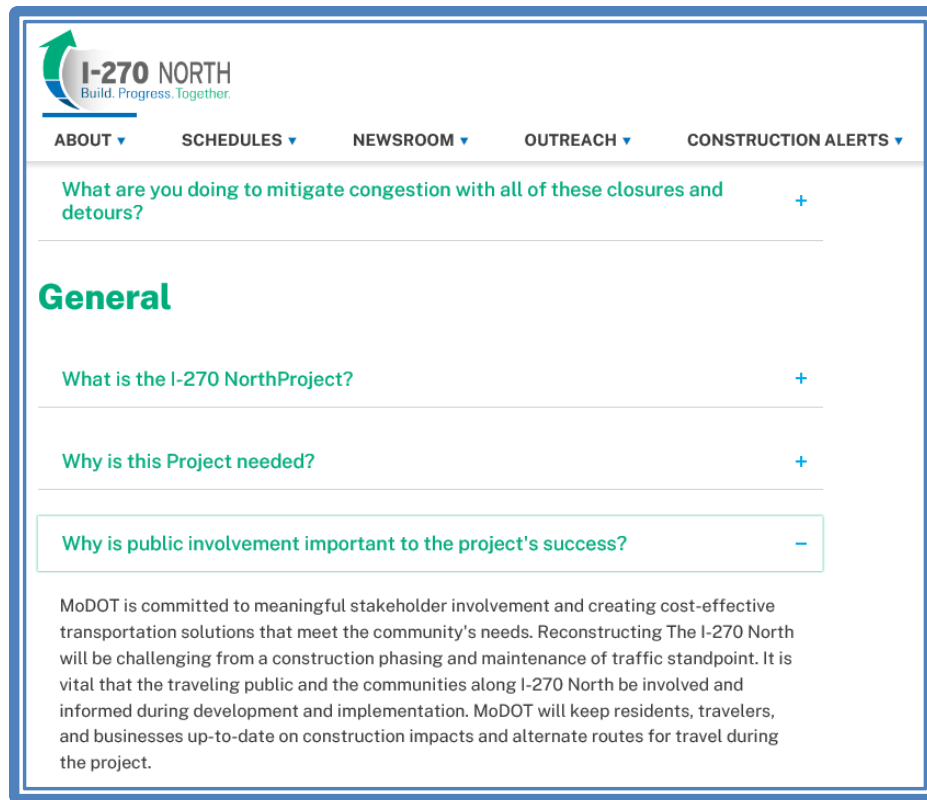 I-270 NORTH
Build. Progress. Together.
ABOUT ▼ SCHEDULES ▼ NEWSROOM ▼ OUTREACH ▼ CONSTRUCTION ALERTS ▼
What are you doing to mitigate congestion with all of these closures and
detours? +
General
What is the I-270 NorthProject? +
Why is this Project needed? +
Why is public involvement important to the project's success? −
MoDOT is committed to meaningful stakeholder involvement and creating cost-effective
transportation solutions that meet the community's needs. Reconstructing The I-270 North
will be challenging from a construction phasing and maintenance of traffic standpoint. It is
vital that the traveling public and the communities along I-270 North be involved and
informed during development and implementation. MoDOT will keep residents, travelers,
and businesses up-to-date on construction impacts and alternate routes for travel during
the project.